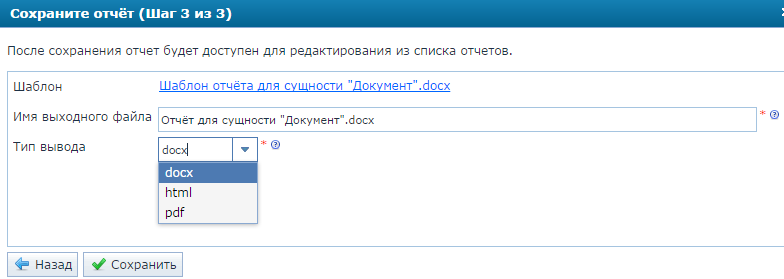 Сохраните отчёт (Шаг 3 из 3)
После сохранения отчет будет доступен для редактирования из списка отчетов.
Шаблон Шаблон отчёта для сущности "Документ".docx
Имя выходного файла Отчёт для сущности "Документ".docx * ?
Тип вывода docx * ?
docx
html
pdf
Назад Сохранить